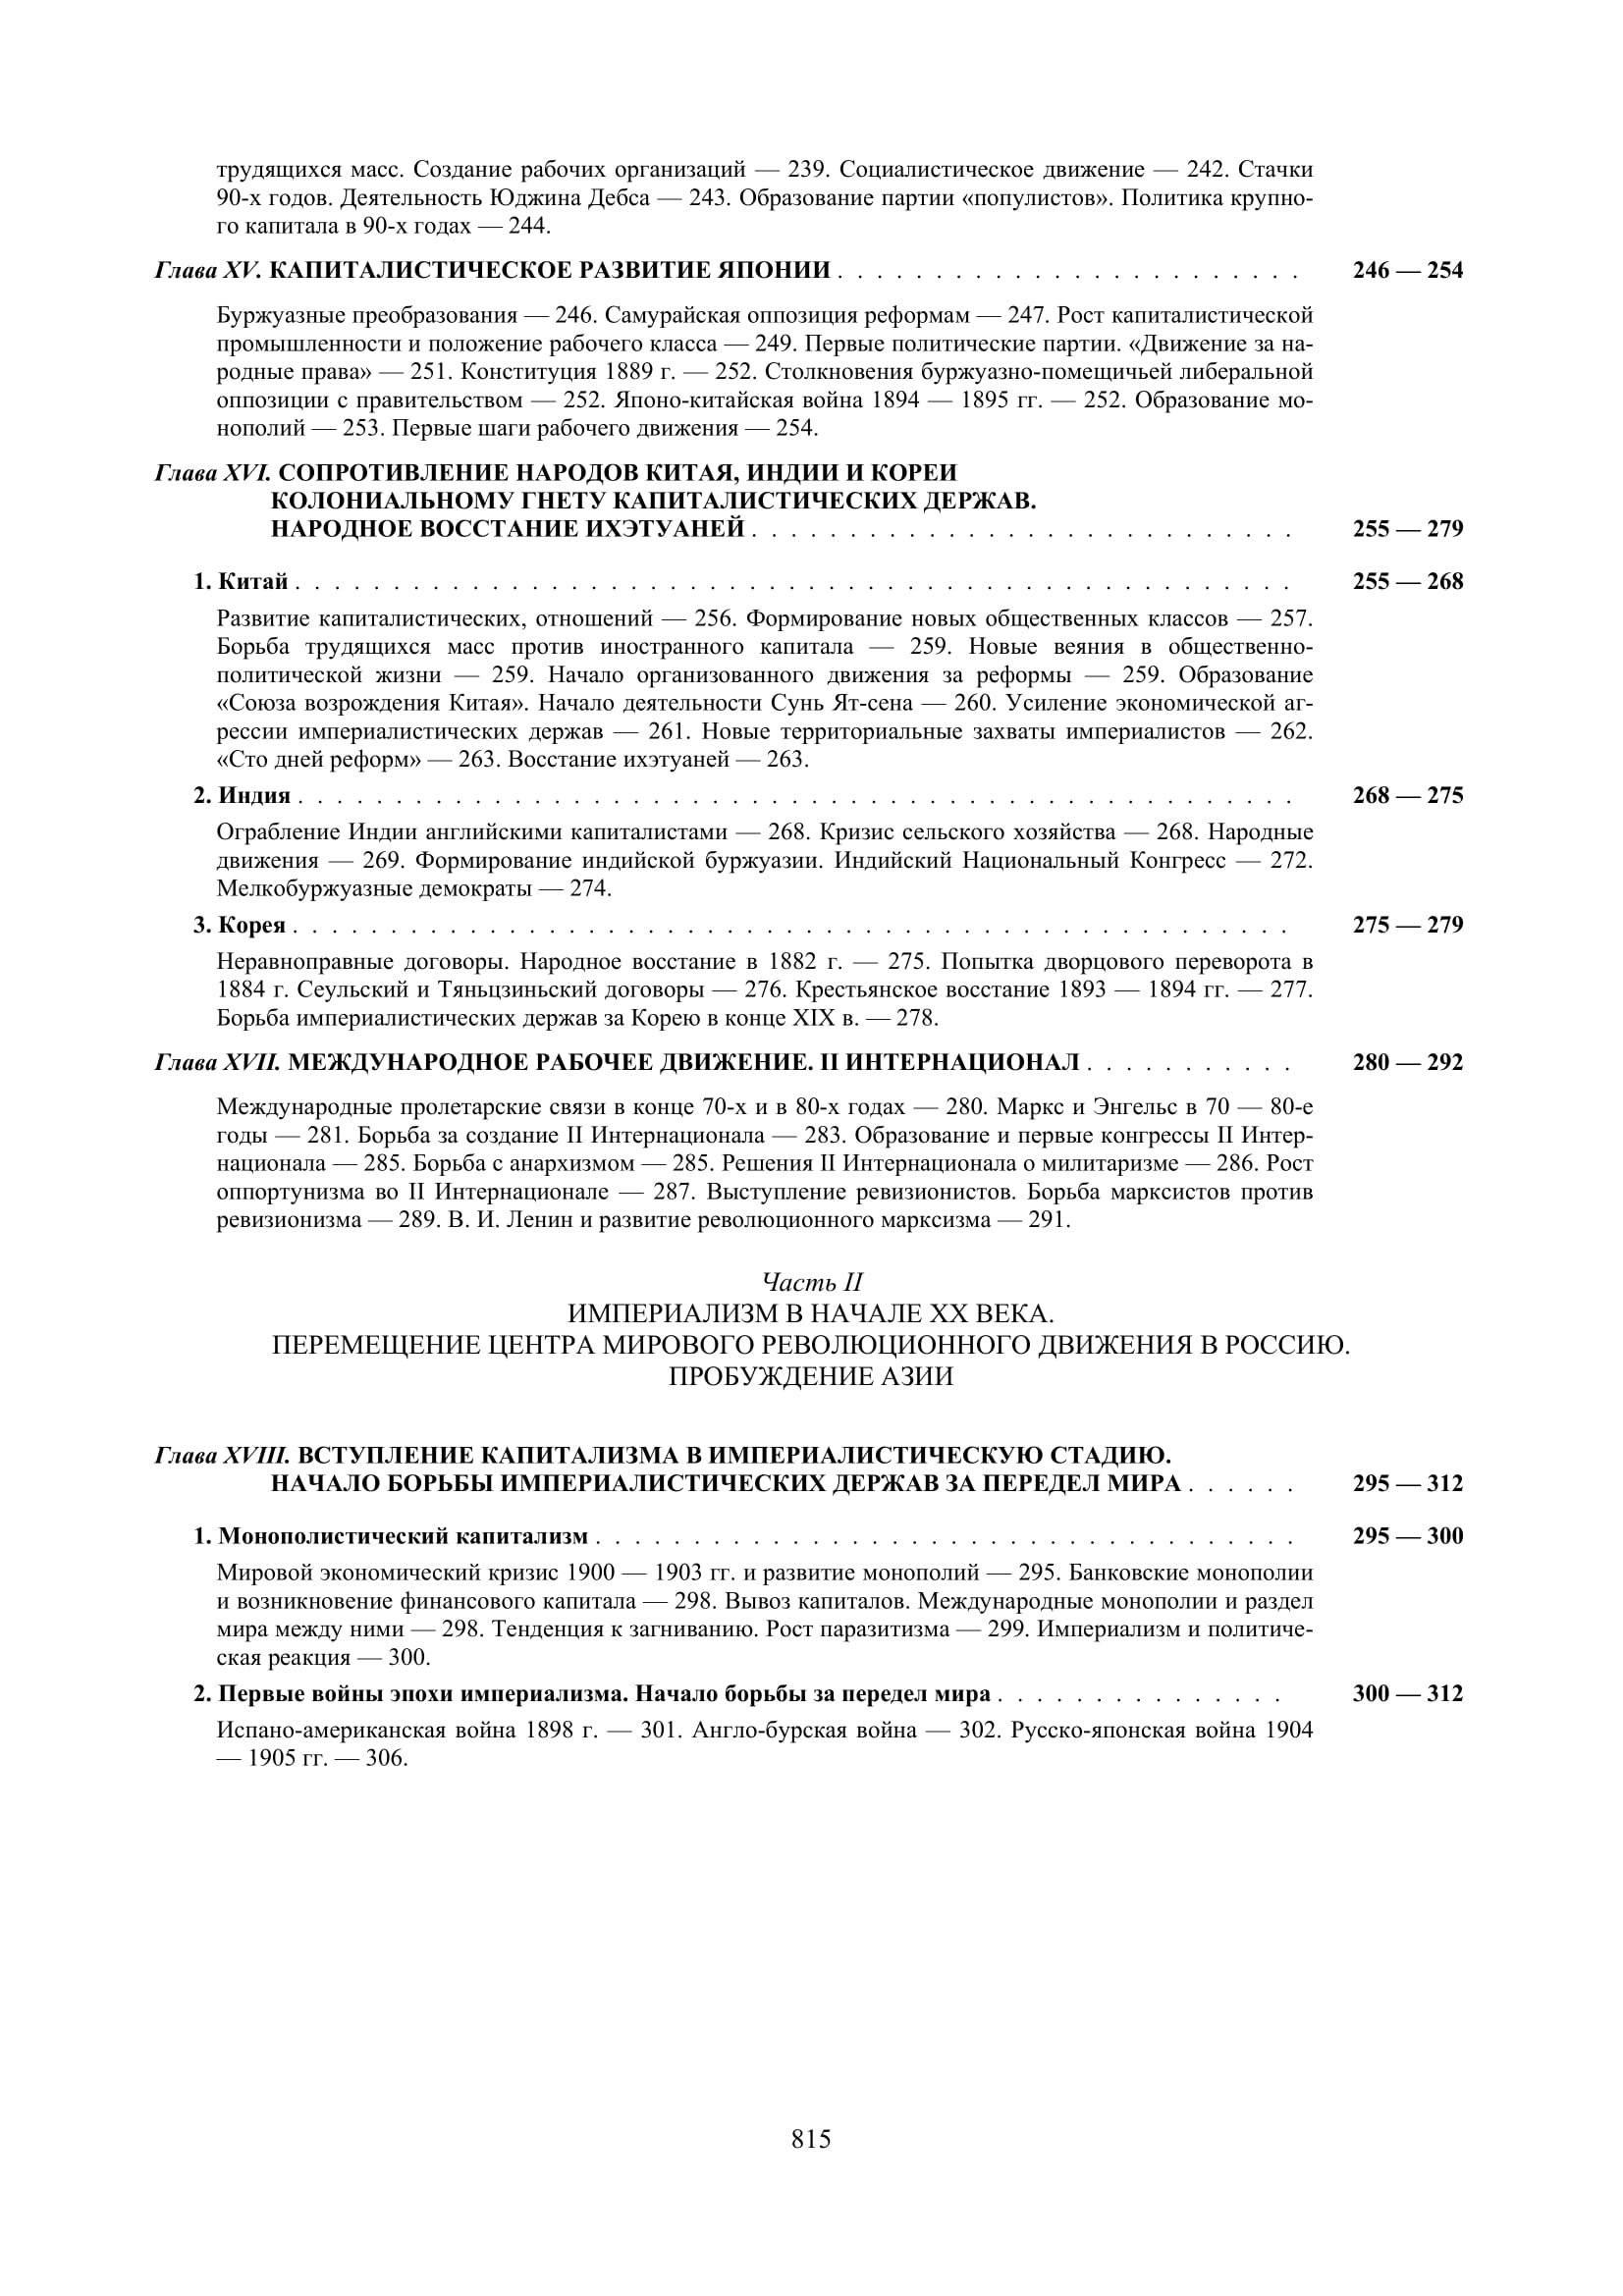 трудящихся масс. Создание рабочих организаций — 239. Социалистическое движение — 242. Стачки
90-х годов. Деятельность Юджина Дебса — 243. Образование партии «популистов». Политика крупно-
го капитала в 90-х годах — 244.
Глава XV. КАПИТАЛИСТИЧЕСКОЕ РАЗВИТИЕ ЯПОНИИ . . . . . . . . . . . . . . . . . . . . . . . . 246 — 254
Буржуазные преобразования — 246. Самурайская оппозиция реформам — 247. Рост капиталистической
промышленности и положение рабочего класса — 249. Первые политические партии. «Движение за на-
родные права» — 251. Конституция 1889 г. — 252. Столкновения буржуазно-помещичьей либеральной
оппозиции с правительством — 252. Японо-китайская война 1894 — 1895 гг. — 252. Образование мо-
нополий — 253. Первые шаги рабочего движения — 254.
Глава XVI. СОПРОТИВЛЕНИЕ НАРОДОВ КИТАЯ, ИНДИИ И КОРЕИ
КОЛОНИАЛЬНОМУ ГНЕТУ КАПИТАЛИСТИЧЕСКИХ ДЕРЖАВ.
НАРОДНОЕ ВОССТАНИЕ ИХЭТУАНЕЙ . . . . . . . . . . . . . . . . . . . . . . . . . . . . 255 — 279
1. Китай . . . . . . . . . . . . . . . . . . . . . . . . . . . . . . . . . . . . . . . . . . . . . . . . . . . 255 — 268
Развитие капиталистических, отношений — 256. Формирование новых общественных классов — 257.
Борьба трудящихся масс против иностранного капитала — 259. Новые веяния в общественно-
политической жизни — 259. Начало организованного движения за реформы — 259. Образование
«Союза возрождения Китая». Начало деятельности Сунь Ят-сена — 260. Усиление экономической аг-
рессии империалистических держав — 261. Новые территориальные захваты империалистов — 262.
«Сто дней реформ» — 263. Восстание ихэтуаней — 263.
2. Индия . . . . . . . . . . . . . . . . . . . . . . . . . . . . . . . . . . . . . . . . . . . . . . . . . . . 268 — 275
Ограбление Индии английскими капиталистами — 268. Кризис сельского хозяйства — 268. Народные
движения — 269. Формирование индийской буржуазии. Индийский Национальный Конгресс — 272.
Мелкобуржуазные демократы — 274.
3. Корея . . . . . . . . . . . . . . . . . . . . . . . . . . . . . . . . . . . . . . . . . . . . . . . . . . . 275 — 279
Неравноправные договоры. Народное восстание в 1882 г. — 275. Попытка дворцового переворота в
1884 г. Сеульский и Тяньцзиньский договоры — 276. Крестьянское восстание 1893 — 1894 гг. — 277.
Борьба империалистических держав за Корею в конце XIX в. — 278.
Глава XVII. МЕЖДУНАРОДНОЕ РАБОЧЕЕ ДВИЖЕНИЕ. II ИНТЕРНАЦИОНАЛ . . . . . . . . . . . 280 — 292
Международные пролетарские связи в конце 70-х и в 80-х годах — 280. Маркс и Энгельс в 70 — 80-е
годы — 281. Борьба за создание II Интернационала — 283. Образование и первые конгрессы II Интер-
национала — 285. Борьба с анархизмом — 285. Решения II Интернационала о милитаризме — 286. Рост
оппортунизма во II Интернационале — 287. Выступление ревизионистов. Борьба марксистов против
ревизионизма — 289. В. И. Ленин и развитие революционного марксизма — 291.
Часть II
ИМПЕРИАЛИЗМ В НАЧАЛЕ XX ВЕКА.
ПЕРЕМЕЩЕНИЕ ЦЕНТРА МИРОВОГО РЕВОЛЮЦИОННОГО ДВИЖЕНИЯ В РОССИЮ.
ПРОБУЖДЕНИЕ АЗИИ
Глава XVIII. ВСТУПЛЕНИЕ КАПИТАЛИЗМА В ИМПЕРИАЛИСТИЧЕСКУЮ СТАДИЮ.
НАЧАЛО БОРЬБЫ ИМПЕРИАЛИСТИЧЕСКИХ ДЕРЖАВ ЗА ПЕРЕДЕЛ МИРА . . . . . . 295 — 312
1. Монополистический капитализм . . . . . . . . . . . . . . . . . . . . . . . . . . . . . . . . . . . . 295 — 300
Мировой экономический кризис 1900 — 1903 гг. и развитие монополий — 295. Банковские монополии
и возникновение финансового капитала — 298. Вывоз капиталов. Международные монополии и раздел
мира между ними — 298. Тенденция к загниванию. Рост паразитизма — 299. Империализм и политиче-
ская реакция — 300.
2. Первые войны эпохи империализма. Начало борьбы за передел мира . . . . . . . . . . . . . . . 300 — 312
Испано-американская война 1898 г. — 301. Англо-бурская война — 302. Русско-японская война 1904
— 1905 гг. — 306.
815